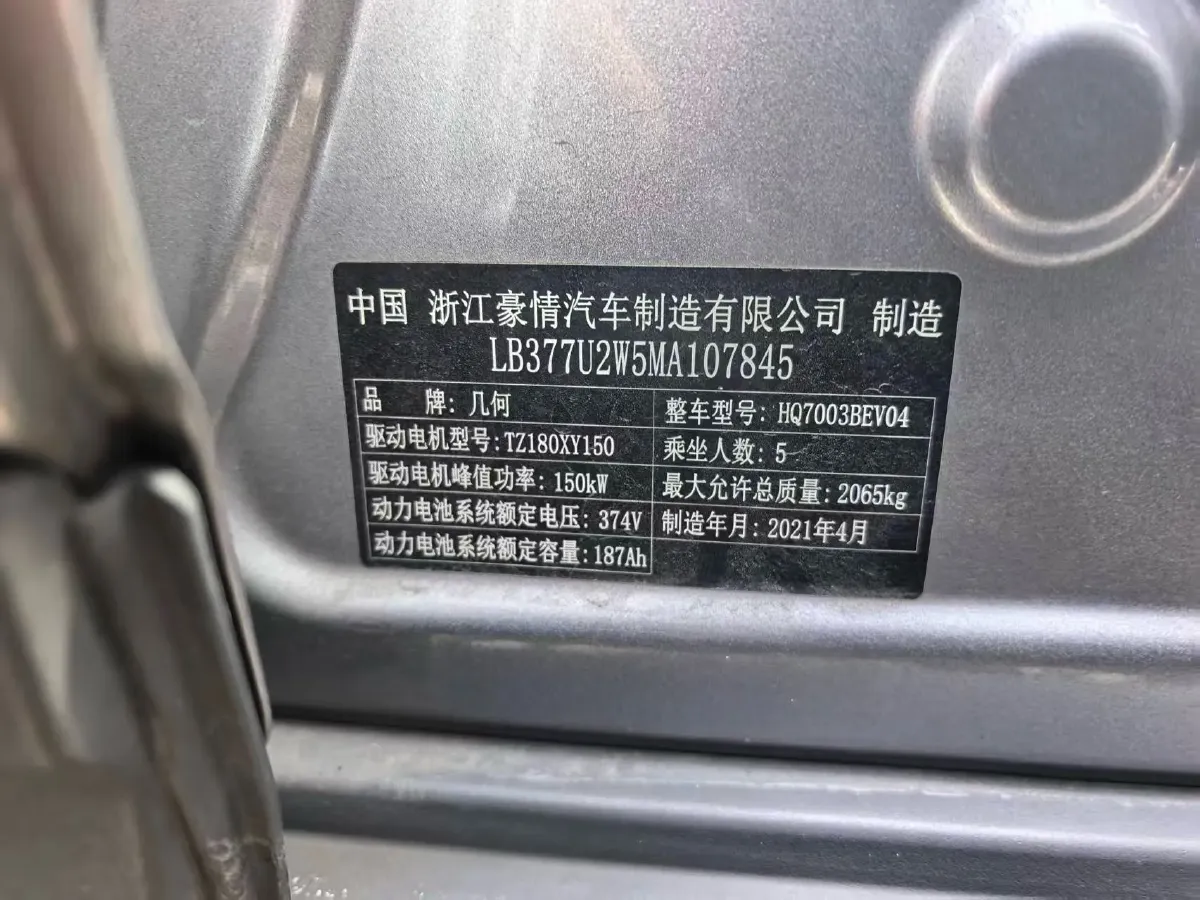 中国 浙江豪情汽车制造有限公司 制造
LB377U2W5MA107845
品 牌: 几何 整车型号: HQ7003BEV04
驱动电机型号: TZ180XY150 乘坐人数: 5
驱动电机峰值功率: 150kW 最大允许总质量: 2065kg
动力电池系统额定电压: 374V 制造年月: 2021年4月
动力电池系统额定容量: 187Ah